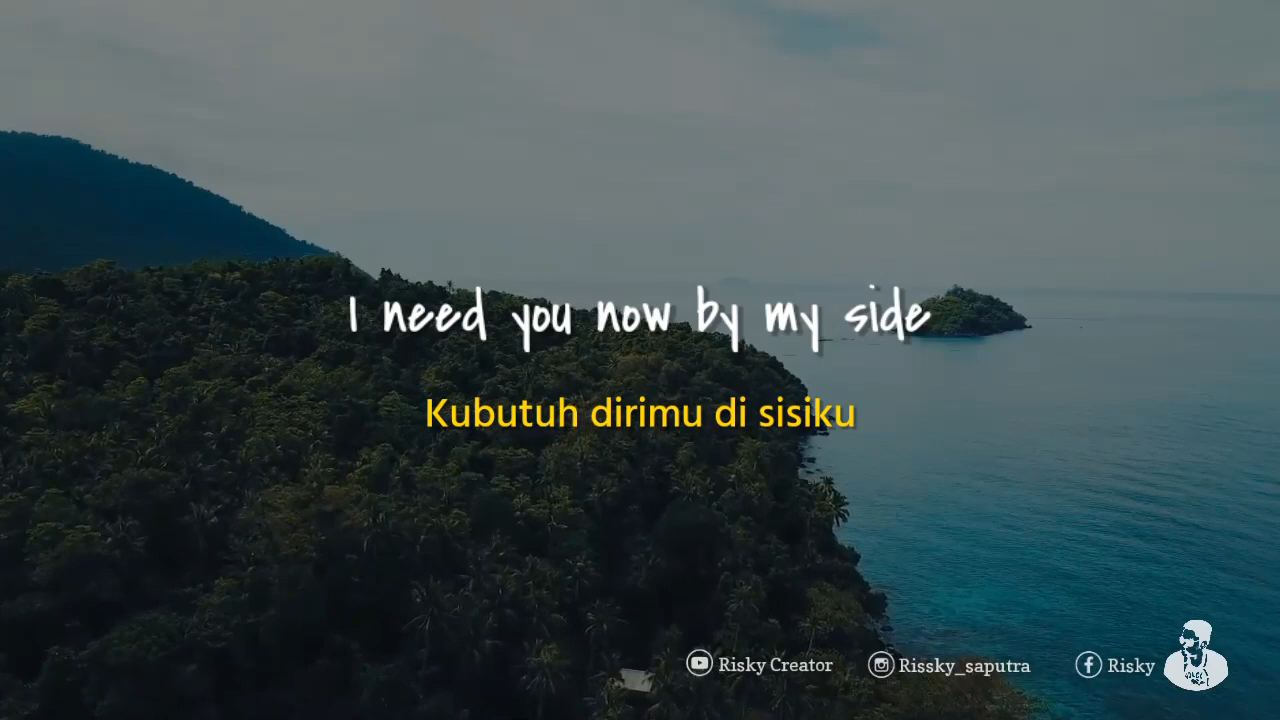 I need you now by my side
Kubutuh dirimu di sisiku
Risky Creator Rissky_saputra Risky